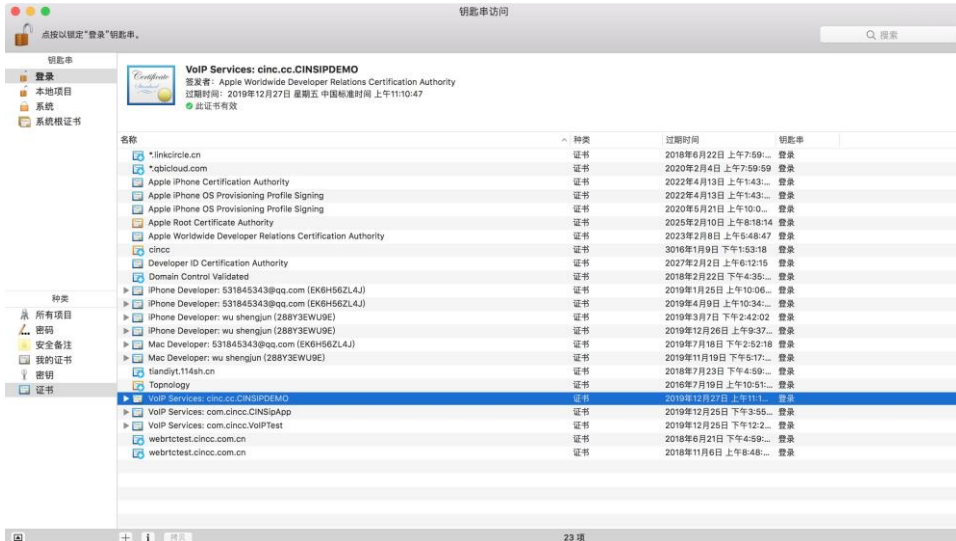 钥匙串访问
点按以锁定“登录”钥匙串。
搜索
钥匙串
登录
本地项目
系统
系统根证书
VoIP Services: cinc.cc.CINSIPDEMO
签发者：Apple Worldwide Developer Relations Certification Authority
过期时间：2019年12月27日 星期五 中国标准时间 上午11:10:47
此证书有效
名称 种类 过期时间 钥匙串
*.linkcircle.cn 证书 2018年6月22日 上午7:59:... 登录
*.qbicloud.com 证书 2020年2月4日 上午7:59:59 登录
Apple iPhone Certification Authority 证书 2022年4月13日 上午1:43:... 登录
Apple iPhone OS Provisioning Profile Signing 证书 2022年4月13日 上午1:43:... 登录
Apple iPhone OS Provisioning Profile Signing 证书 2020年5月21日 上午10:0... 登录
Apple Root Certificate Authority 证书 2025年2月10日 上午8:18:14 登录
Apple Worldwide Developer Relations Certification Authority 证书 2023年2月8日 上午5:48:47 登录
cincc 证书 3016年1月9日 下午1:53:18 登录
Developer ID Certification Authority 证书 2027年2月2日 上午6:12:15 登录
Domain Control Validated 证书 2018年2月22日 下午4:35:... 登录
iPhone Developer: 531845343@qq.com (EK6H56ZL4J) 证书 2019年1月25日 上午10:06... 登录
iPhone Developer: 531845343@qq.com (EK6H56ZL4J) 证书 2019年4月9日 上午10:34:... 登录
iPhone Developer: wu shengjun (288Y3EWU9E) 证书 2019年3月7日 下午2:42:02 登录
iPhone Developer: wu shengjun (288Y3EWU9E) 证书 2019年12月26日 上午9:37... 登录
Mac Developer: 531845343@qq.com (EK6H56ZL4J) 证书 2019年7月18日 下午2:52:18 登录
Mac Developer: wu shengjun (288Y3EWU9E) 证书 2019年11月19日 下午5:17:... 登录
tiandiyt.114sh.cn 证书 2018年7月23日 下午4:59:... 登录
Topnology 证书 2016年7月19日 上午10:51:... 登录
VoIP Services: cinc.cc.CINSIPDEMO 证书 2019年12月27日 上午11:1... 登录
VoIP Services: com.cincc.CINSipApp 证书 2019年12月25日 下午3:55... 登录
VoIP Services: com.cincc.VoIPTest 证书 2019年12月25日 下午12:2... 登录
webrtctest.cincc.com.cn 证书 2018年6月21日 下午4:59:... 登录
webrtctest.cincc.com.cn 证书 2018年11月6日 上午8:48:... 登录
种类
所有项目
密码
安全备注
我的证书
密钥
证书
拷贝
23 项